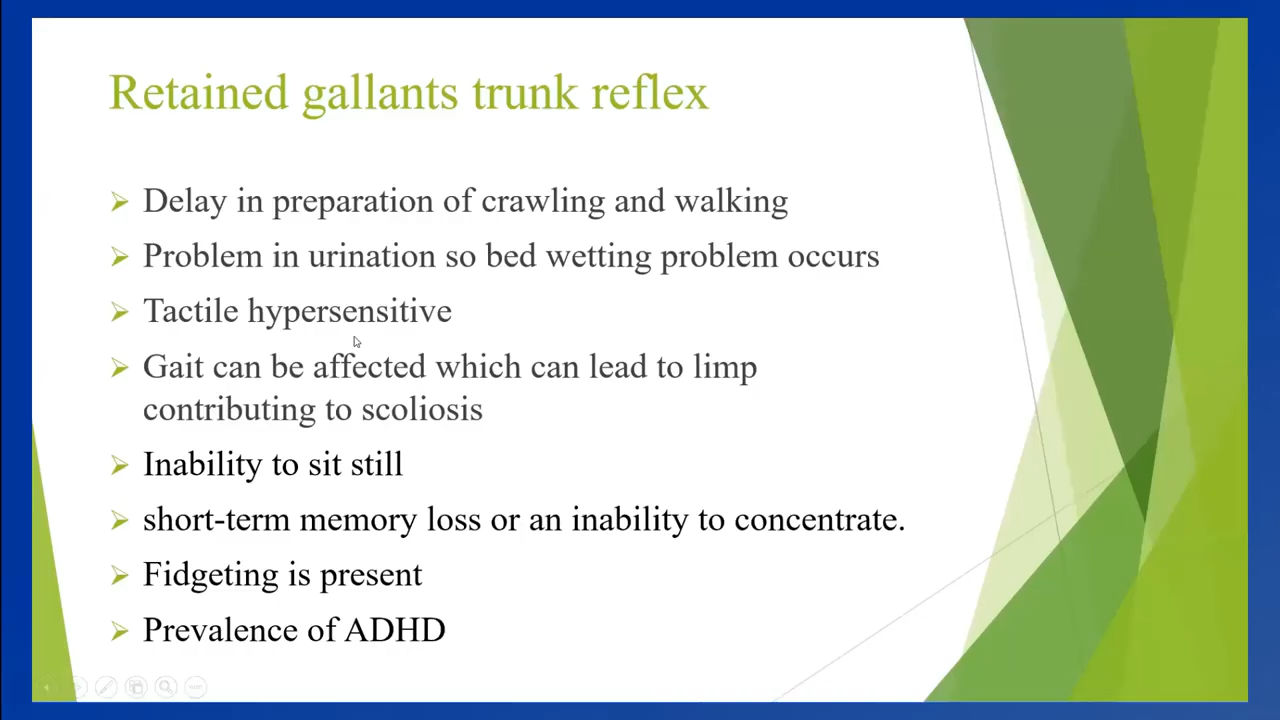 Retained gallants trunk reflex
Delay in preparation of crawling and walking
Problem in urination so bed wetting problem occurs
Tactile hypersensitive
Gait can be affected which can lead to limp
contributing to scoliosis
Inability to sit still
short-term memory loss or an inability to concentrate.
Fidgeting is present
Prevalence of ADHD